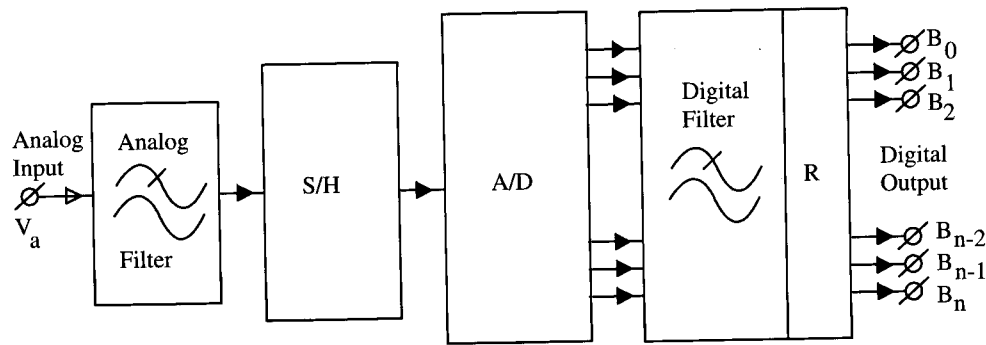 Analog
Input
V_a
Analog
Filter
S/H
A/D
Digital
Filter
R
B_0
B_1
B_2
Digital
Output
B_n-2
B_n-1
B_n